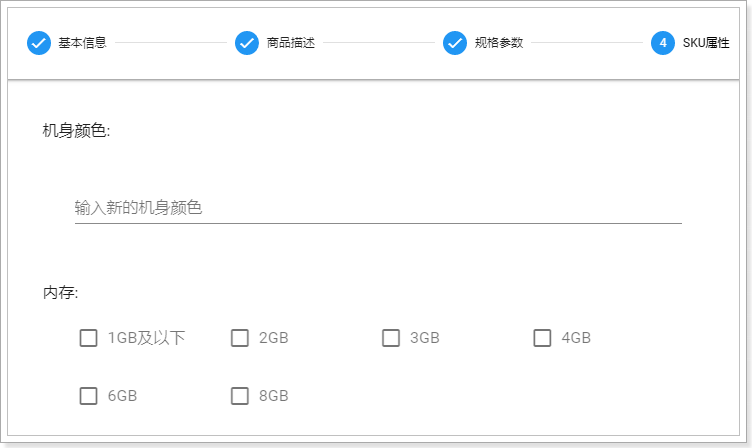 基本信息 商品描述 规格参数 4 SKU属性
机身颜色:
输入新的机身颜色
内存:
1GB及以下 2GB 3GB 4GB
6GB 8GB